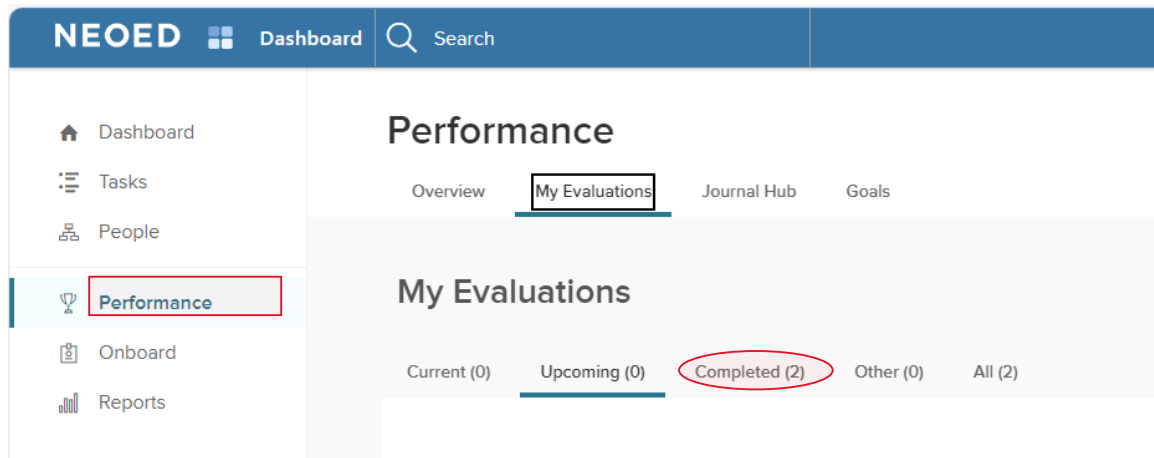 NEOED Dashboard Search
Dashboard
Tasks
People
Performance
Onboard
Reports
Performance
Overview My Evaluations Journal Hub Goals
My Evaluations
Current (0) Upcoming (0) Completed (2) Other (0) All (2)